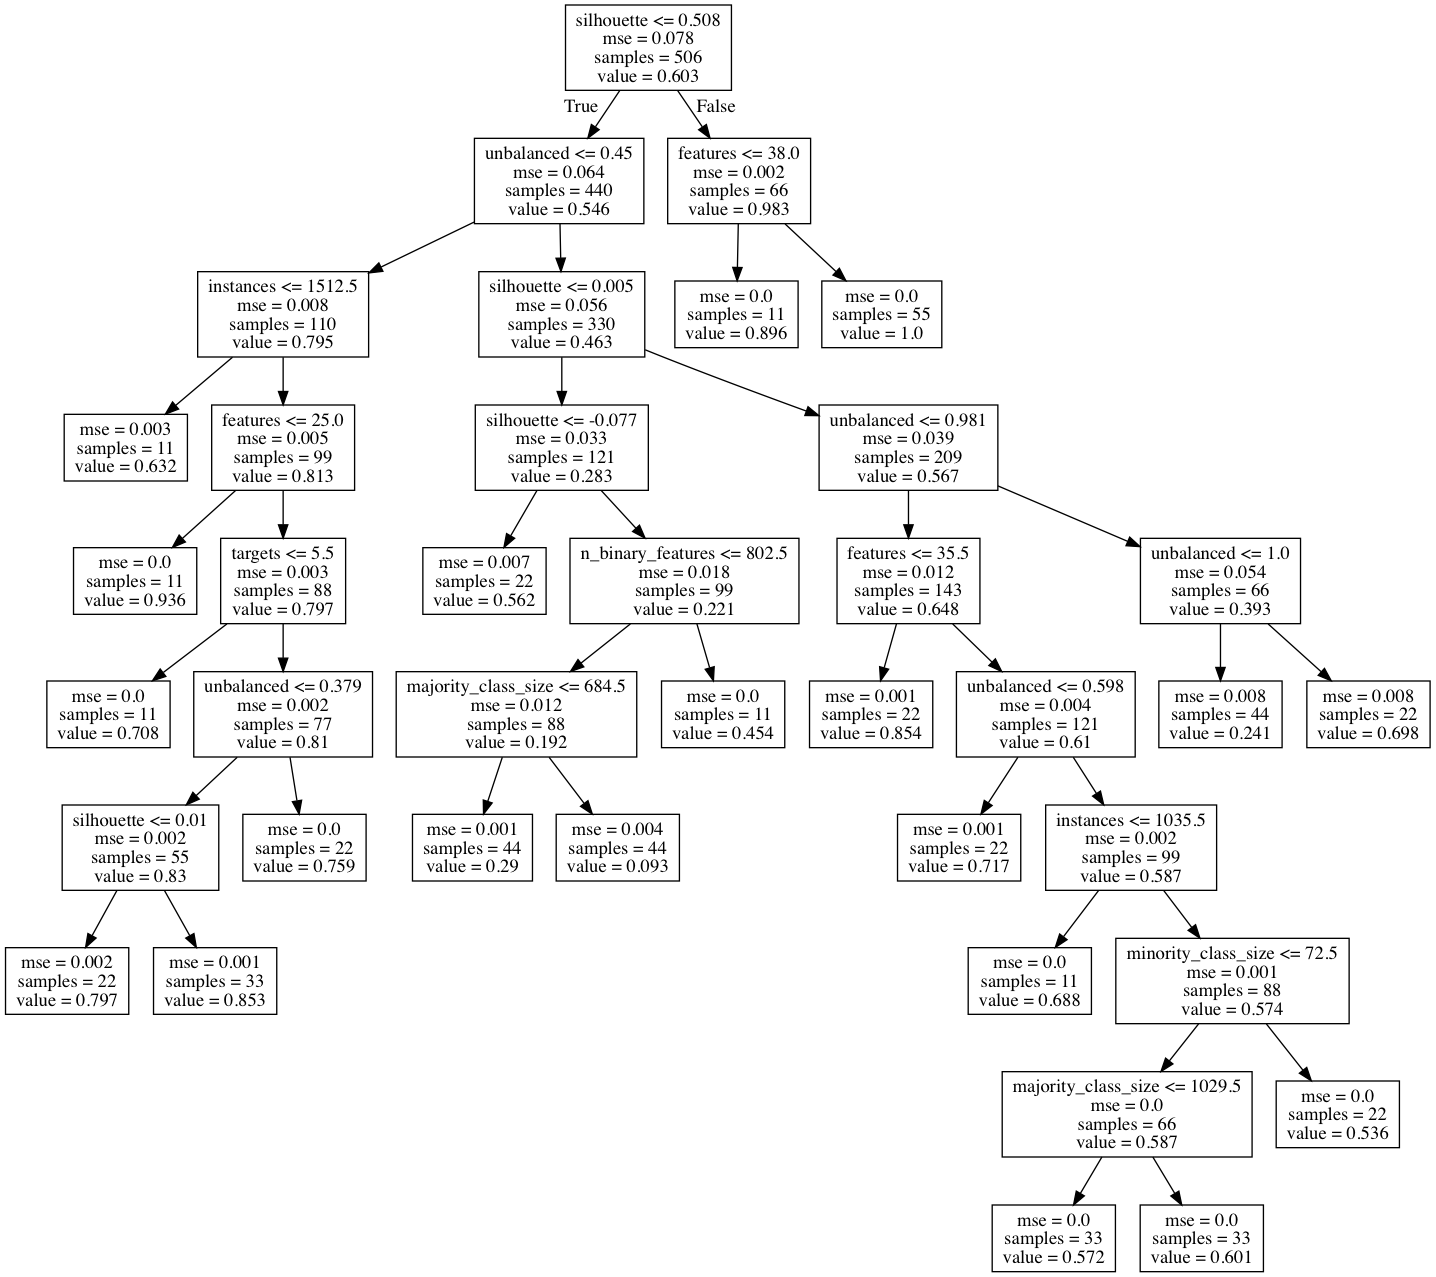 silhouette <= 0.508
mse = 0.078
samples = 506
value = 0.603
True
False
unbalanced <= 0.45
mse = 0.064
samples = 440
value = 0.546
features <= 38.0
mse = 0.002
samples = 66
value = 0.983
instances <= 1512.5
mse = 0.008
samples = 110
value = 0.795
silhouette <= 0.005
mse = 0.056
samples = 330
value = 0.463
mse = 0.0
samples = 11
value = 0.896
mse = 0.0
samples = 55
value = 1.0
mse = 0.003
samples = 11
value = 0.632
features <= 25.0
mse = 0.005
samples = 99
value = 0.813
silhouette <= -0.077
mse = 0.033
samples = 121
value = 0.283
unbalanced <= 0.981
mse = 0.039
samples = 209
value = 0.567
mse = 0.0
samples = 11
value = 0.936
targets <= 5.5
mse = 0.003
samples = 88
value = 0.797
mse = 0.007
samples = 22
value = 0.562
n_binary_features <= 802.5
mse = 0.018
samples = 99
value = 0.221
features <= 35.5
mse = 0.012
samples = 143
value = 0.648
unbalanced <= 1.0
mse = 0.054
samples = 66
value = 0.393
mse = 0.0
samples = 11
value = 0.708
unbalanced <= 0.379
mse = 0.002
samples = 77
value = 0.81
majority_class_size <= 684.5
mse = 0.012
samples = 88
value = 0.192
mse = 0.0
samples = 11
value = 0.454
mse = 0.001
samples = 22
value = 0.854
unbalanced <= 0.598
mse = 0.004
samples = 121
value = 0.61
mse = 0.008
samples = 44
value = 0.241
mse = 0.008
samples = 22
value = 0.698
silhouette <= 0.01
mse = 0.002
samples = 55
value = 0.83
mse = 0.0
samples = 22
value = 0.759
mse = 0.001
samples = 44
value = 0.29
mse = 0.004
samples = 44
value = 0.093
mse = 0.001
samples = 22
value = 0.717
instances <= 1035.5
mse = 0.002
samples = 99
value = 0.587
mse = 0.002
samples = 22
value = 0.797
mse = 0.001
samples = 33
value = 0.853
mse = 0.0
samples = 11
value = 0.688
minority_class_size <= 72.5
mse = 0.001
samples = 88
value = 0.574
majority_class_size <= 1029.5
mse = 0.0
samples = 66
value = 0.587
mse = 0.0
samples = 22
value = 0.536
mse = 0.0
samples = 33
value = 0.572
mse = 0.0
samples = 33
value = 0.601